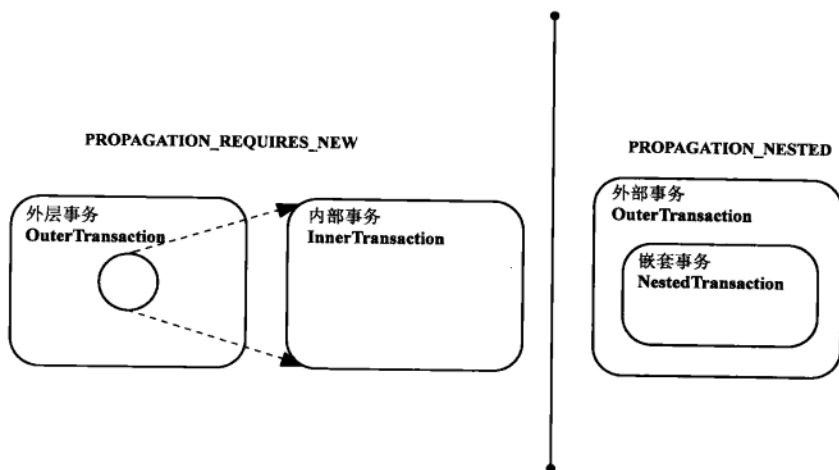 PROPAGATION_REQUIRES_NEW
外层事务
OuterTransaction
内部事务
InnerTransaction
PROPAGATION_NESTED
外部事务
OuterTransaction
嵌套事务
NestedTransaction